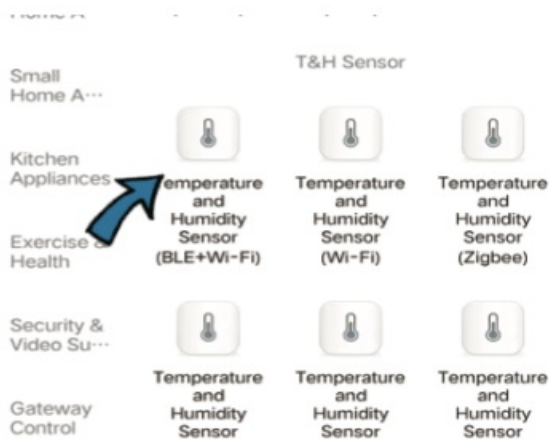 Home A
T&H Sensor
Small
Home A···
Kitchen
Appliances
Exercise &
Health
Security &
Video Su···
Gateway
Control
Temperature
and
Humidity
Sensor
(BLE+Wi-Fi)
Temperature
and
Humidity
Sensor
(Wi-Fi)
Temperature
and
Humidity
Sensor
(Zigbee)
Temperature
and
Humidity
Sensor
Temperature
and
Humidity
Sensor
Temperature
and
Humidity
Sensor